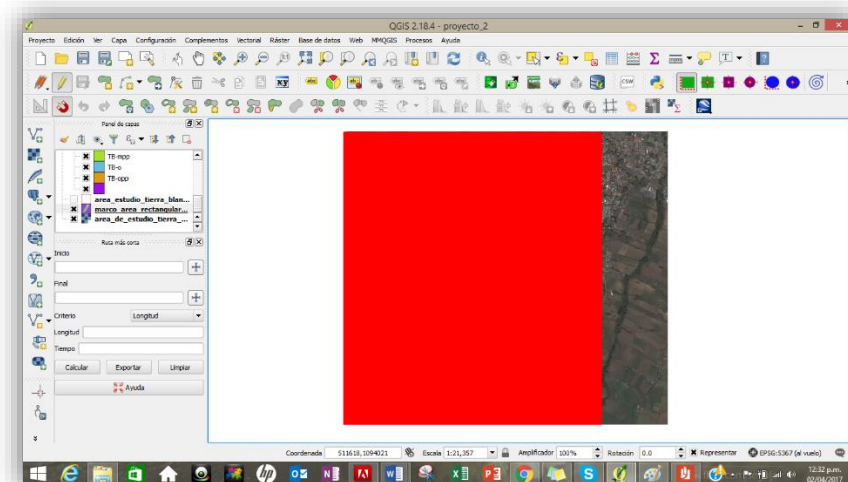 QGIS 2.18.4 - proyecto_2
Proyecto Edición Ver Capa Configuración Complementos Vectorial Ráster Base de datos Web MMQGIS Procesos Ayuda
Panel de capas
TB-mpp
TB-o
TB-opp
area_estudio_tierra_blan...
marco_area_rectangular...
area_de_estudio_tierra_...
Ruta más corta
Inicio
Final
Criterio Longitud
Longitud
Tiempo
Calcular Exportar Limpiar
Ayuda
Coordenada 511618,1094021 Escala 1:21,357 Amplificador 100% Rotación 0.0 Representar EPSG:5367 (al vuelo)
12:32 p.m.
02/04/2017